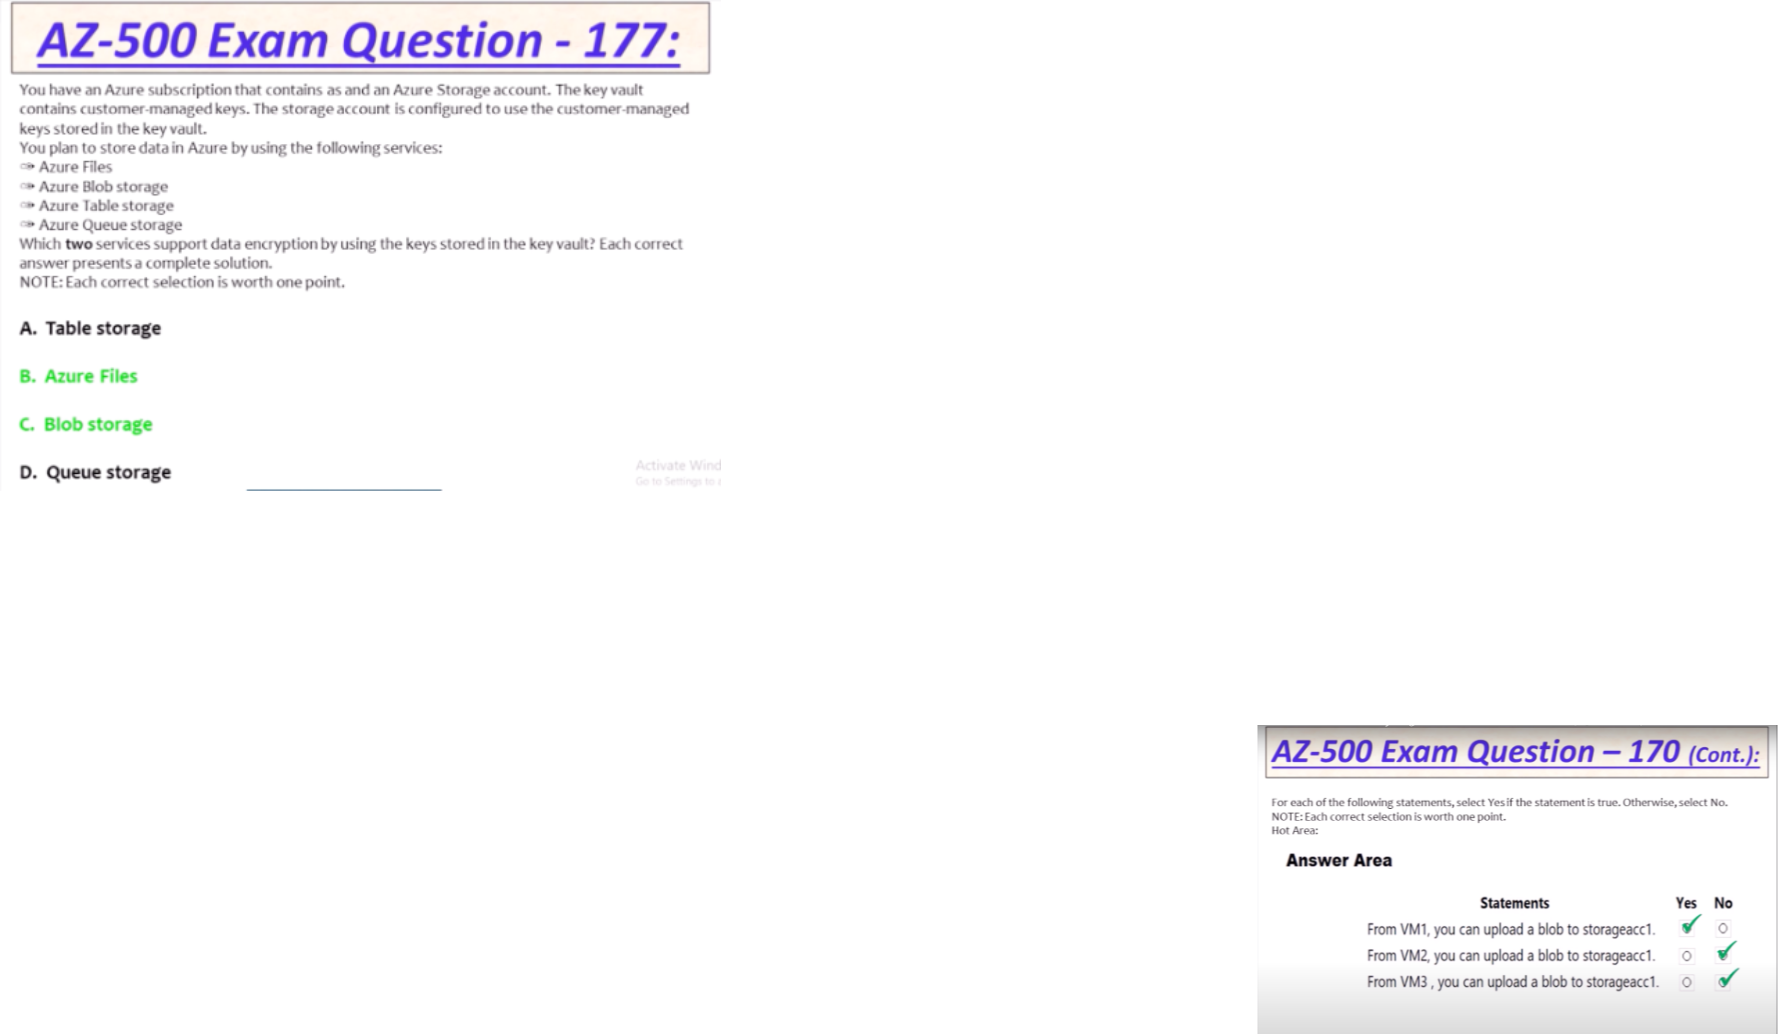 AZ-500 Exam Question - 177:
You have an Azure subscription that contains as and an Azure Storage account. The key vault
contains customer-managed keys. The storage account is configured to use the customer-managed
keys stored in the key vault.
You plan to store data in Azure by using the following services:
Azure Files
Azure Blob storage
Azure Table storage
Azure Queue storage
Which two services support data encryption by using the keys stored in the key vault? Each correct
answer presents a complete solution.
NOTE: Each correct selection is worth one point.
A. Table storage
B. Azure Files
C. Blob storage
D. Queue storage
Activate Wind
Go to Settings to a
AZ-500 Exam Question – 170 (Cont.):
For each of the following statements, select Yes if the statement is true. Otherwise, select No.
NOTE: Each correct selection is worth one point.
Hot Area:
Answer Area
Statements Yes No
From VM1, you can upload a blob to storageacc1.
From VM2, you can upload a blob to storageacc1.
From VM3 , you can upload a blob to storageacc1.